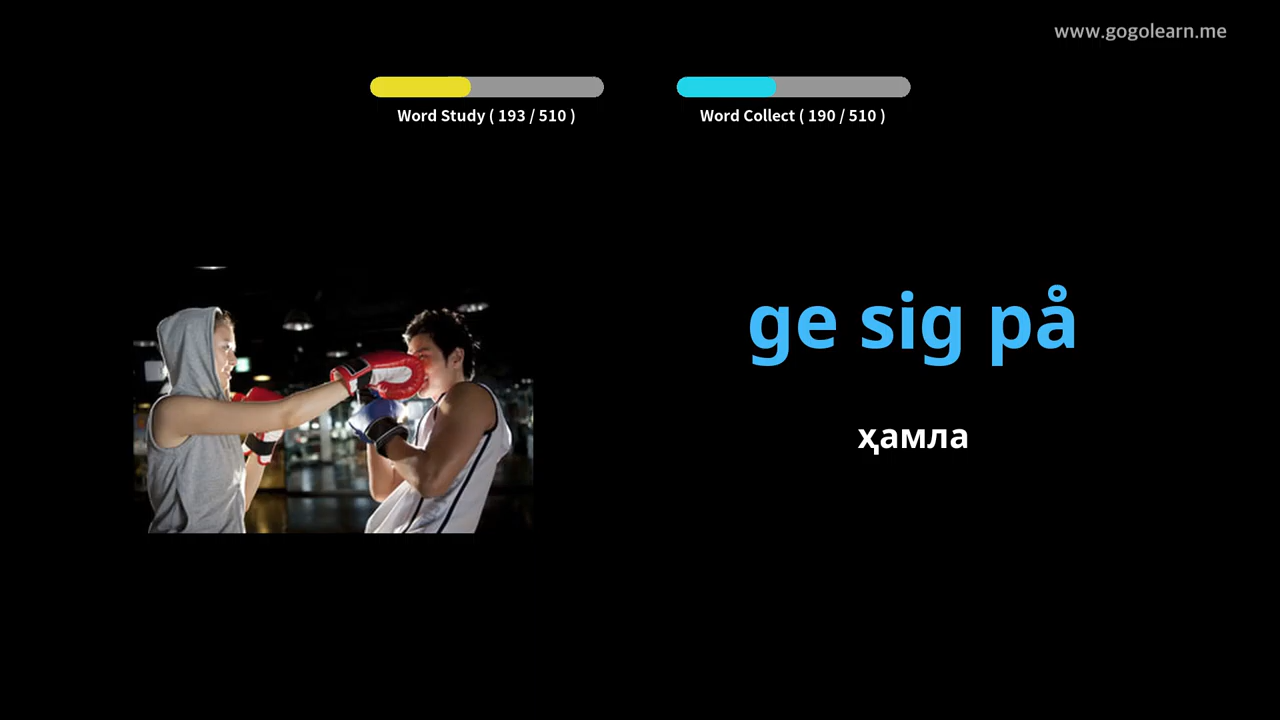 www.gogolearn.me
Word Study ( 193 / 510 )
Word Collect ( 190 / 510 )
ge sig på
ҳамла